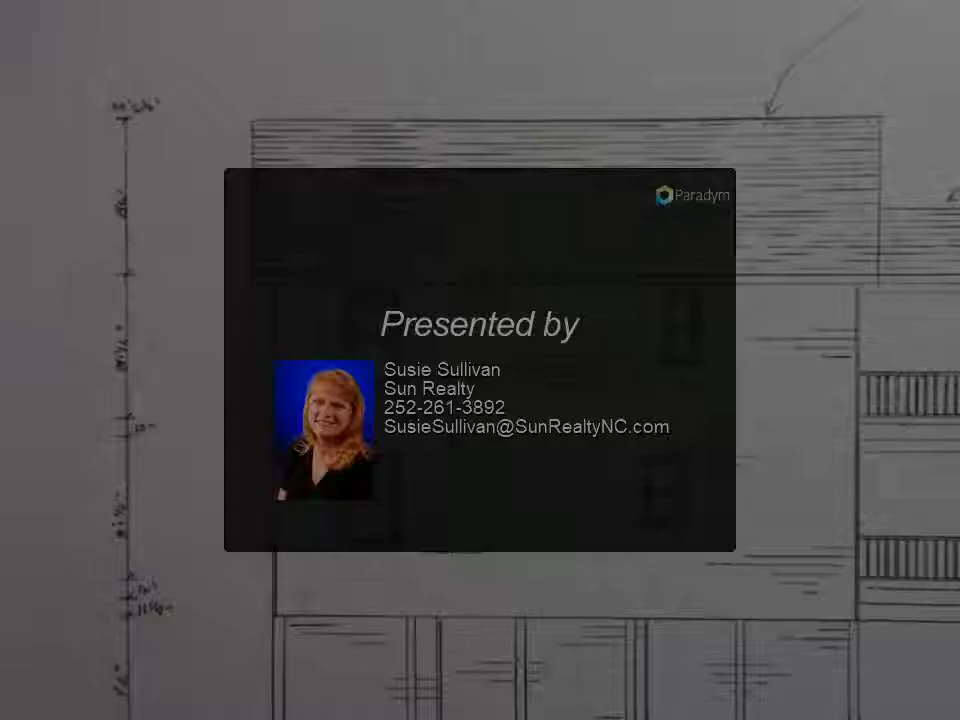 Paradym
Presented by
Susie Sullivan
Sun Realty
252-261-3892
SusieSullivan@SunRealtyNC.com